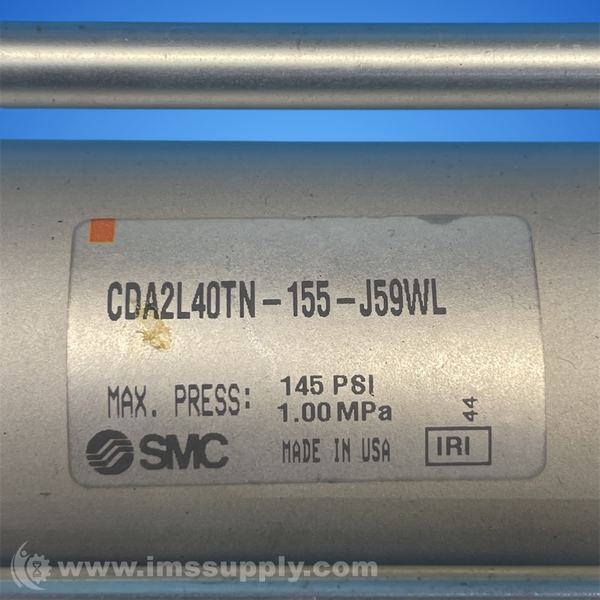 CDA2L40TN-155-J59WL
MAX. PRESS: 145 PSI
1.00 MPa
44
SMC MADE IN USA IRI
www.imssupply.com